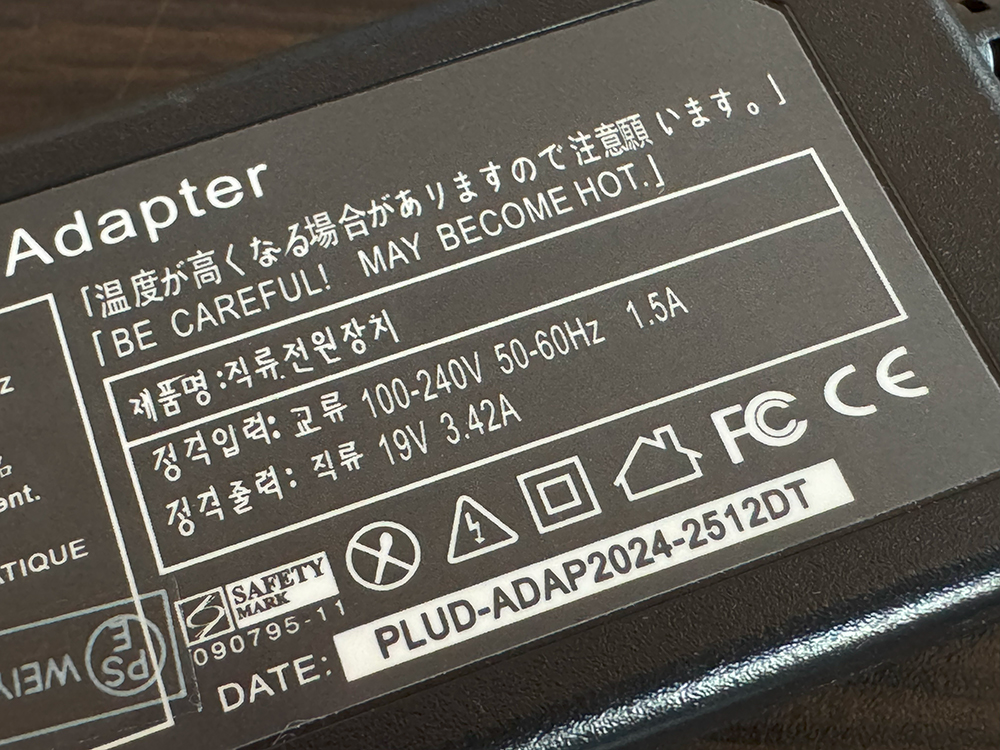 Adapter
「温度が高くなる場合がありますので注意願います。」
「BE CAREFUL! MAY BECOME HOT.」
제품명:직류전원장치
정격입력: 교류 100-240V 50-60Hz 1.5A
정격출력: 직류 19V 3.42A
FC CE
SAFETY
MARK
090795-11
DATE: PLUD-ADAP2024-2512DT
z
ent.
TIQUE
PS
E
WEIY